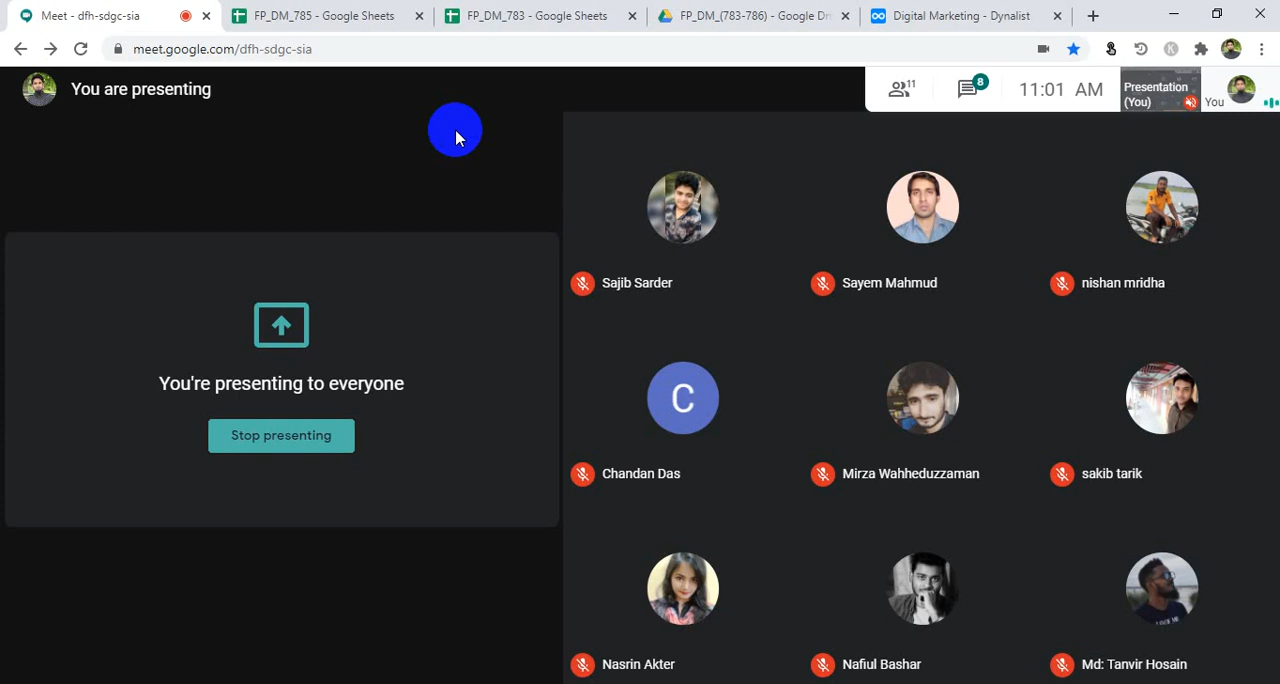 Meet - dfh-sdgc-sia
FP_DM_785 - Google Sheets
FP_DM_783 - Google Sheets
FP_DM_(783-786) - Google Dri
Digital Marketing - Dynalist
meet.google.com/dfh-sdgc-sia
K
You are presenting
11
8
11:01 AM
Presentation
(You)
You
You're presenting to everyone
Stop presenting
Sajib Sarder
Sayem Mahmud
nishan mridha
C
Chandan Das
Mirza Wahheduzzaman
sakib tarik
Nasrin Akter
Nafiul Bashar
Md: Tanvir Hosain